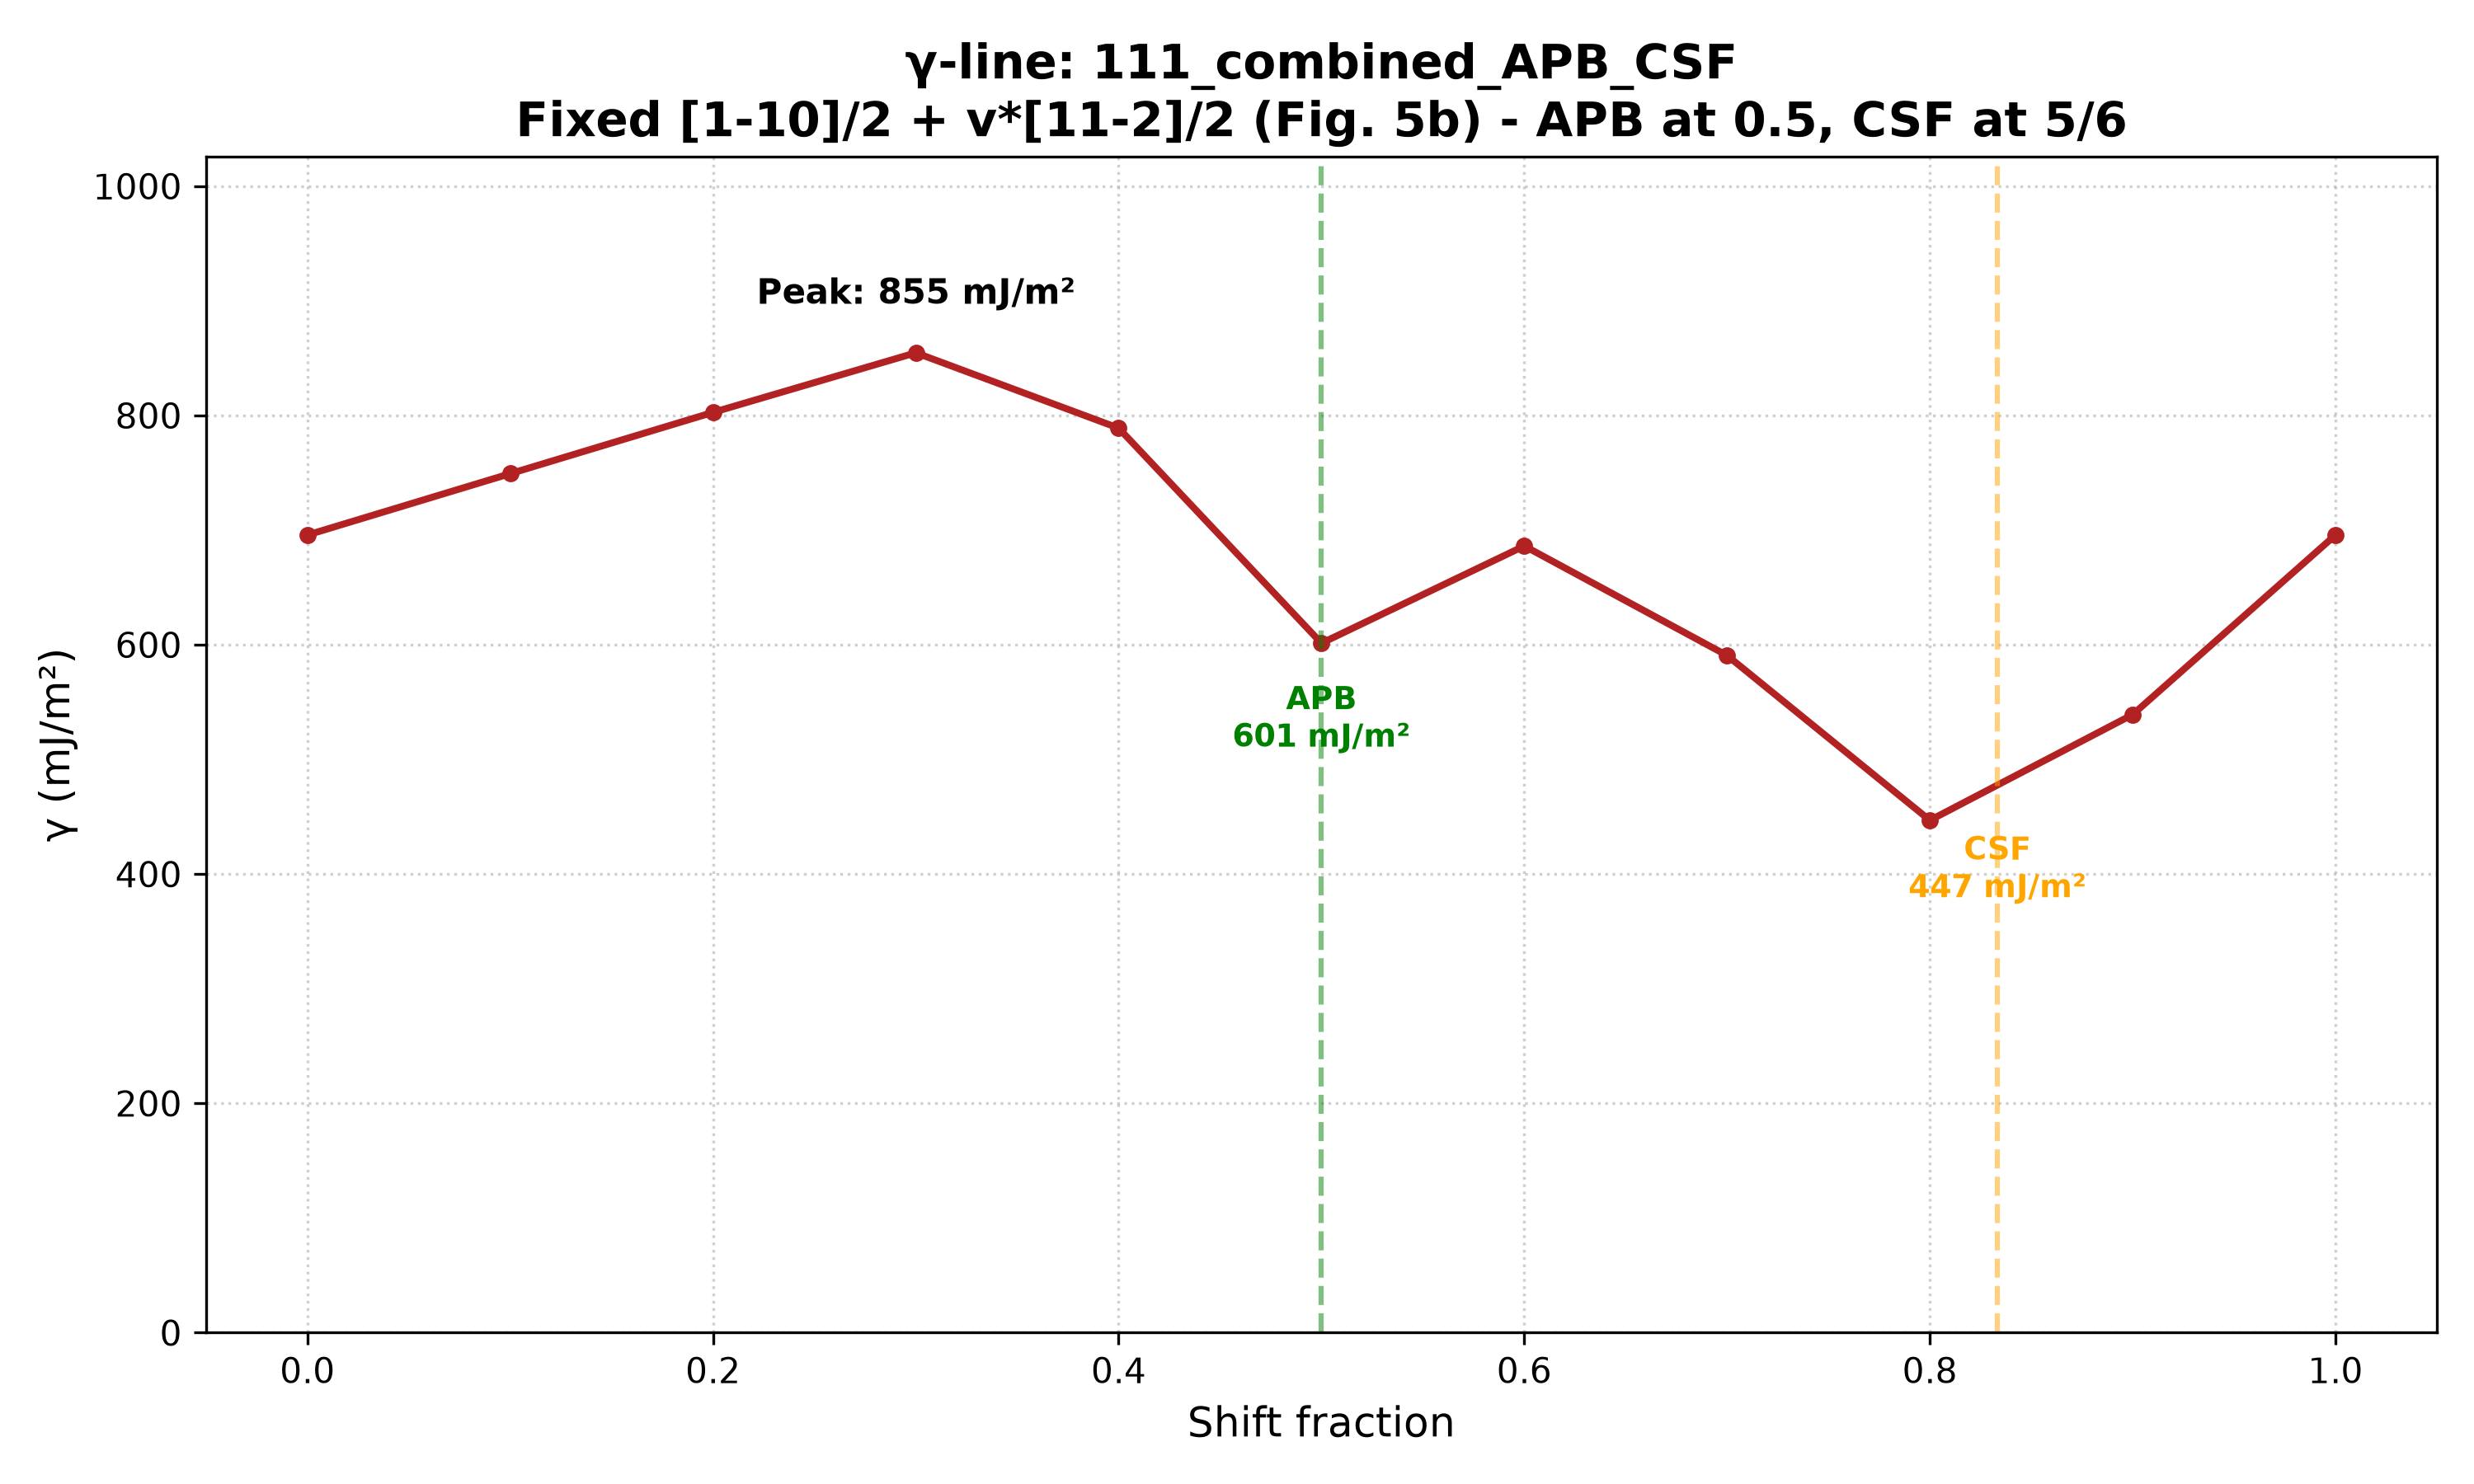 γ-line: 111_combined_APB_CSF
Fixed [1-10]/2 + v*[11-2]/2 (Fig. 5b) - APB at 0.5, CSF at 5/6
1000
800
600
400
200
0
γ (mJ/m²)
Peak: 855 mJ/m²
APB
601 mJ/m²
CSF
447 mJ/m²
0.0
0.2
0.4
0.6
0.8
1.0
Shift fraction